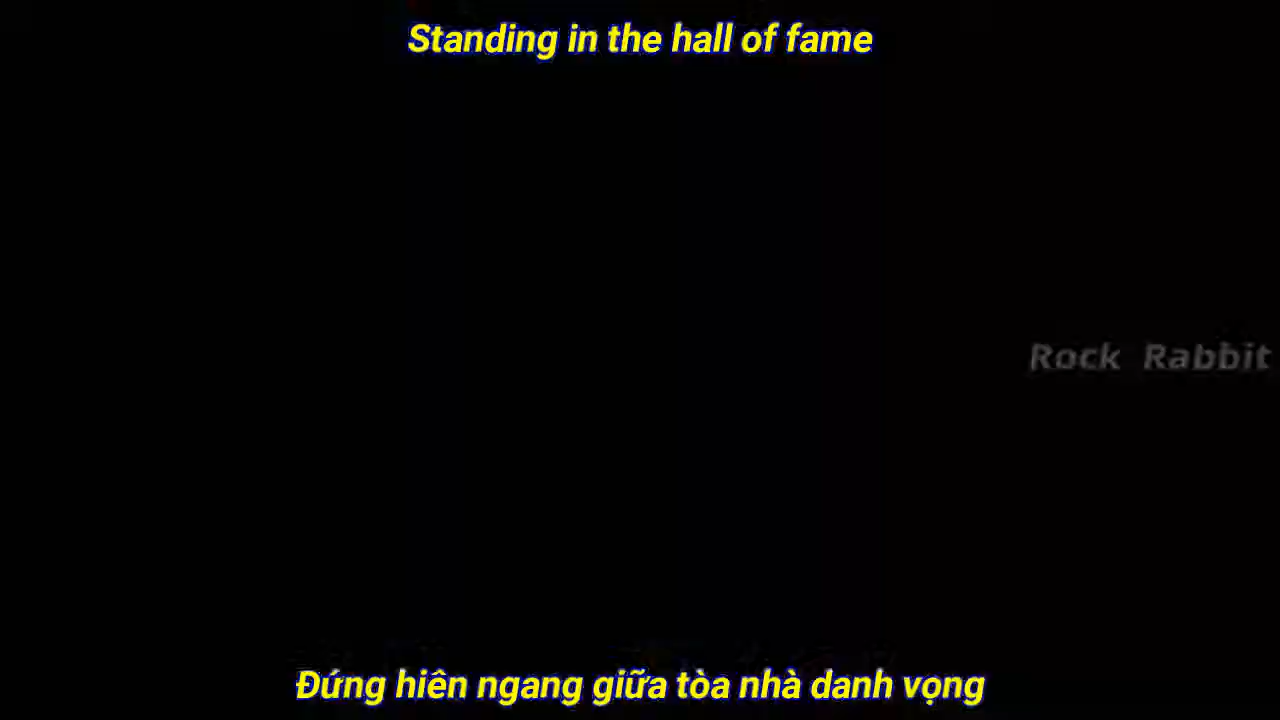 Standing in the hall of fame
Rock Rabbit
Đứng hiên ngang giữa tòa nhà danh vọng